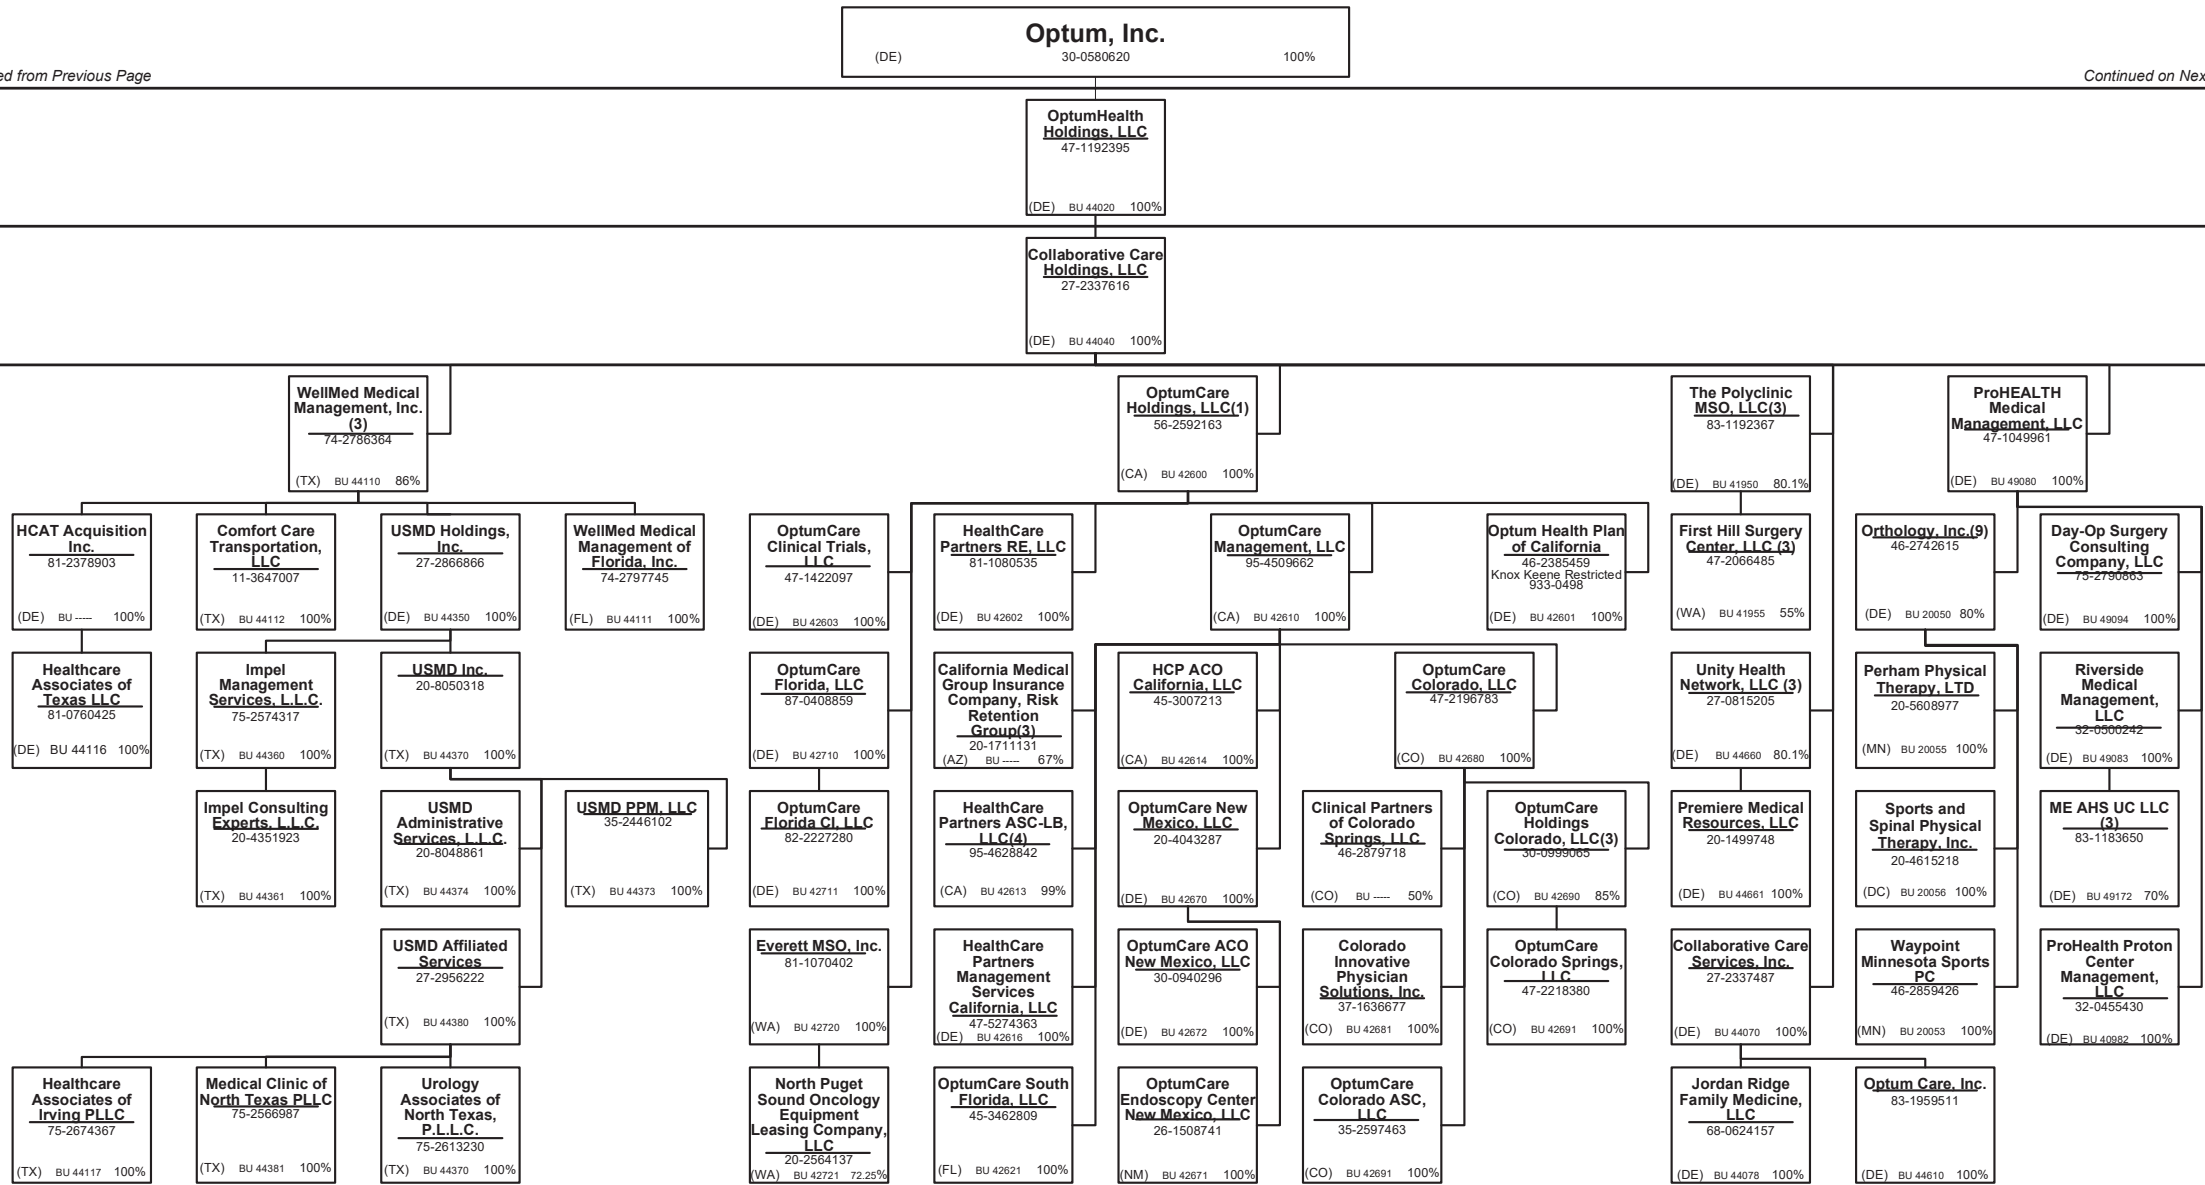 Optum, Inc.
(DE) 30-0580620 100%
ed from Previous Page
Continued on Nex
OptumHealth
Holdings, LLC
47-1192395
(DE) BU 44020 100%
Collaborative Care
Holdings, LLC
27-2337616
(DE) BU 44040 100%
WellMed Medical
Management, Inc.
(3)
74-2786364
(TX) BU 44110 86%
OptumCare
Holdings, LLC(1)
56-2592163
(CA) BU 42600 100%
The Polyclinic
MSO, LLC(3)
83-1192367
(DE) BU 41950 80.1%
ProHEALTH
Medical
Management, LLC
47-1049961
(DE) BU 49080 100%
HCAT Acquisition
Inc.
81-2378903
(DE) BU ----- 100%
Comfort Care
Transportation,
LLC
11-3647007
(TX) BU 44112 100%
USMD Holdings,
Inc.
27-2866866
(DE) BU 44350 100%
WellMed Medical
Management of
Florida, Inc.
74-2797745
(FL) BU 44111 100%
OptumCare
Clinical Trials,
LLC
47-1422097
(DE) BU 42603 100%
HealthCare
Partners RE, LLC
81-1080535
(DE) BU 42602 100%
OptumCare
Management, LLC
95-4509662
(CA) BU 42610 100%
Optum Health Plan
of California
46-2385459
Knox Keene Restricted
933-0498
(DE) BU 42601 100%
First Hill Surgery
Center, LLC (3)
47-2066485
(WA) BU 41955 55%
Orthology, Inc.(9)
46-2742615
(DE) BU 20050 80%
Day-Op Surgery
Consulting
Company, LLC
75-2790863
(DE) BU 49094 100%
Healthcare
Associates of
Texas LLC
81-0760425
(DE) BU 44116 100%
Impel
Management
Services, L.L.C.
75-2574317
(TX) BU 44360 100%
USMD Inc.
20-8050318
(TX) BU 44370 100%
OptumCare
Florida, LLC
87-0408859
(DE) BU 42710 100%
California Medical
Group Insurance
Company, Risk
Retention
Group(3)
20-1711131
(AZ) BU ----- 67%
HCP ACO
California, LLC
45-3007213
(CA) BU 42614 100%
OptumCare
Colorado, LLC
47-2196783
(CO) BU 42680 100%
Unity Health
Network, LLC (3)
27-0815205
(DE) BU 44660 80.1%
Perham Physical
Therapy, LTD
20-5608977
(MN) BU 20055 100%
Riverside
Medical
Management,
LLC
32-0500242
(DE) BU 49083 100%
Impel Consulting
Experts, L.L.C.
20-4351923
(TX) BU 44361 100%
USMD
Administrative
Services, L.L.C.
20-8048861
(TX) BU 44374 100%
USMD PPM, LLC
35-2446102
(TX) BU 44373 100%
OptumCare
Florida CI, LLC
82-2227280
(DE) BU 42711 100%
HealthCare
Partners ASC-LB,
LLC(4)
95-4628842
(CA) BU 42613 99%
OptumCare New
Mexico, LLC
20-4043287
(DE) BU 42670 100%
Clinical Partners
of Colorado
Springs, LLC
46-2879718
(CO) BU ----- 50%
OptumCare
Holdings
Colorado, LLC(3)
30-0999065
(CO) BU 42690 85%
Premiere Medical
Resources, LLC
20-1499748
(DE) BU 44661 100%
Sports and
Spinal Physical
Therapy, Inc.
20-4615218
(DC) BU 20056 100%
ME AHS UC LLC
(3)
83-1183650
(DE) BU 49172 70%
USMD Affiliated
Services
27-2956222
(TX) BU 44380 100%
Everett MSO, Inc.
81-1070402
(WA) BU 42720 100%
HealthCare
Partners
Management
Services
California, LLC
47-5274363
(DE) BU 42616 100%
OptumCare ACO
New Mexico, LLC
30-0940296
(DE) BU 42672 100%
Colorado
Innovative
Physician
Solutions, Inc.
37-1636677
(CO) BU 42681 100%
OptumCare
Colorado Springs,
LLC
47-2218380
(CO) BU 42691 100%
Collaborative Care
Services, Inc.
27-2337487
(DE) BU 44070 100%
Waypoint
Minnesota Sports
PC
46-2859426
(MN) BU 20053 100%
ProHealth Proton
Center
Management,
LLC
32-0455430
(DE) BU 40982 100%
Healthcare
Associates of
Irving PLLC
75-2674367
(TX) BU 44117 100%
Medical Clinic of
North Texas PLLC
75-2566987
(TX) BU 44381 100%
Urology
Associates of
North Texas,
P.L.L.C.
75-2613230
(TX) BU 44370 100%
North Puget
Sound Oncology
Equipment
Leasing Company,
LLC
20-2564137
(WA) BU 42721 72.25%
OptumCare South
Florida, LLC
45-3462809
(FL) BU 42621 100%
OptumCare
Endoscopy Center
New Mexico, LLC
26-1508741
(NM) BU 42671 100%
OptumCare
Colorado ASC,
LLC
35-2597463
(CO) BU 42691 100%
Jordan Ridge
Family Medicine,
LLC
68-0624157
(DE) BU 44078 100%
Optum Care, Inc.
83-1959511
(DE) BU 44610 100%